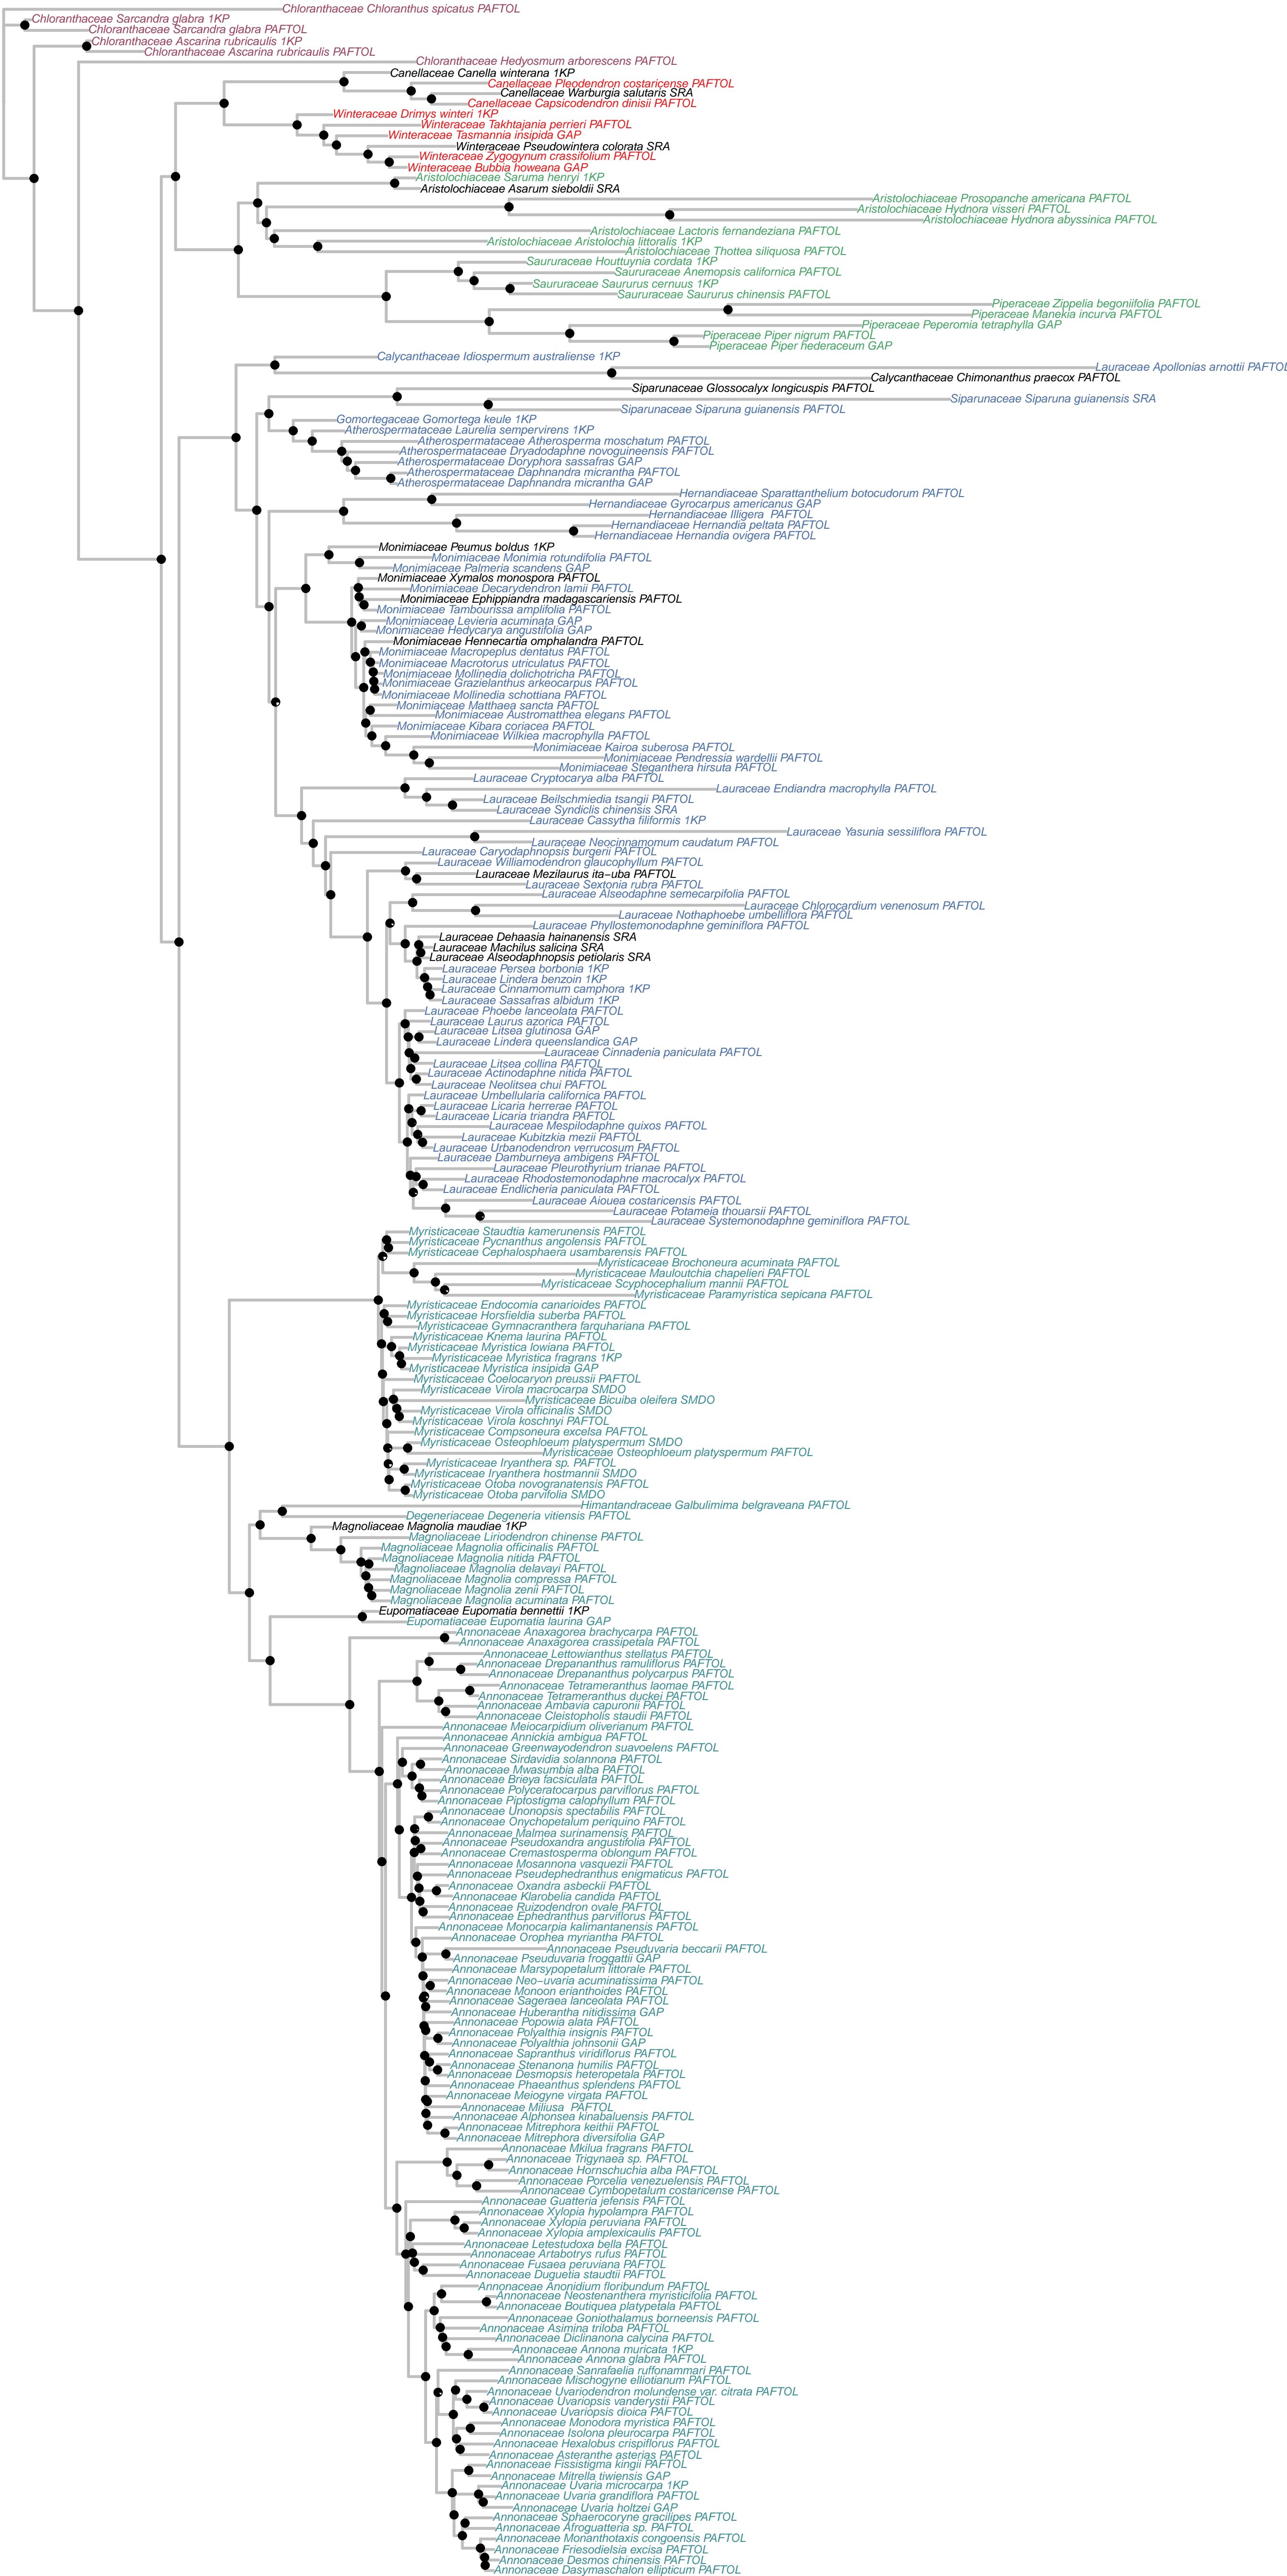 Chloranthaceae Chloranthus spicatus PAFTOL
Chloranthaceae Sarcandra glabra 1KP
Chloranthaceae Sarcandra glabra PAFTOL
Chloranthaceae Ascarina rubricaulis 1KP
Chloranthaceae Ascarina rubricaulis PAFTOL
Chloranthaceae Hedyosmum arborescens PAFTOL
Canellaceae Canella winterana 1KP
Canellaceae Pleodendron costaricense PAFTOL
Canellaceae Warburgia salutaris SRA
Canellaceae Capsicodendron dinisii PAFTOL
Winteraceae Drimys winteri 1KP
Winteraceae Takhtajania perrieri PAFTOL
Winteraceae Tasmannia insipida GAP
Winteraceae Pseudowintera colorata SRA
Winteraceae Zygogynum crassifolium PAFTOL
Winteraceae Bubbia howeana GAP
Aristolochiaceae Saruma henryi 1KP
Aristolochiaceae Asarum sieboldii SRA
Aristolochiaceae Prosopanche americana PAFTOL
Aristolochiaceae Hydnora visseri PAFTOL
Aristolochiaceae Hydnora abyssinica PAFTOL
Aristolochiaceae Lactoris fernandeziana PAFTOL
Aristolochiaceae Aristolochia littoralis 1KP
Aristolochiaceae Thottea siliquosa PAFTOL
Saururaceae Houttuynia cordata 1KP
Saururaceae Anemopsis californica PAFTOL
Saururaceae Saururus cernuus 1KP
Saururaceae Saururus chinensis PAFTOL
Piperaceae Zippelia begoniifolia PAFTOL
Piperaceae Manekia incurva PAFTOL
Piperaceae Peperomia tetraphylla GAP
Piperaceae Piper nigrum PAFTOL
Piperaceae Piper hederaceum GAP
Calycanthaceae Idiospermum australiense 1KP
Lauraceae Apollonias arnottii PAFTOL
Calycanthaceae Chimonanthus praecox PAFTOL
Siparunaceae Glossocalyx longicuspis PAFTOL
Siparunaceae Siparuna guianensis SRA
Siparunaceae Siparuna guianensis PAFTOL
Gomortegaceae Gomortega keule 1KP
Atherospermataceae Laurelia sempervirens 1KP
Atherospermataceae Atherosperma moschatum PAFTOL
Atherospermataceae Dryadodaphne novoguineensis PAFTOL
Atherospermataceae Doryphora sassafras GAP
Atherospermataceae Daphnandra micrantha PAFTOL
Atherospermataceae Daphnandra micrantha GAP
Hernandiaceae Sparattanthelium botocudorum PAFTOL
Hernandiaceae Gyrocarpus americanus GAP
Hernandiaceae Illigera  PAFTOL
Hernandiaceae Hernandia peltata PAFTOL
Hernandiaceae Hernandia ovigera PAFTOL
Monimiaceae Peumus boldus 1KP
Monimiaceae Monimia rotundifolia PAFTOL
Monimiaceae Palmeria scandens GAP
Monimiaceae Xymalos monospora PAFTOL
Monimiaceae Decarydendron lamii PAFTOL
Monimiaceae Ephippiandra madagascariensis PAFTOL
Monimiaceae Tambourissa amplifolia PAFTOL
Monimiaceae Levieria acuminata GAP
Monimiaceae Hedycarya angustifolia GAP
Monimiaceae Hennecartia omphalandra PAFTOL
Monimiaceae Macropeplus dentatus PAFTOL
Monimiaceae Macrotorus utriculatus PAFTOL
Monimiaceae Mollinedia dolichotricha PAFTOL
Monimiaceae Grazielanthus arkeocarpus PAFTOL
Monimiaceae Mollinedia schottiana PAFTOL
Monimiaceae Matthaea sancta PAFTOL
Monimiaceae Austromatthea elegans PAFTOL
Monimiaceae Kibara coriacea PAFTOL
Monimiaceae Wilkiea macrophylla PAFTOL
Monimiaceae Kairoa suberosa PAFTOL
Monimiaceae Pendressia wardellii PAFTOL
Monimiaceae Steganthera hirsuta PAFTOL
Lauraceae Cryptocarya alba PAFTOL
Lauraceae Endiandra macrophylla PAFTOL
Lauraceae Beilschmiedia tsangii PAFTOL
Lauraceae Syndiclis chinensis SRA
Lauraceae Cassytha filiformis 1KP
Lauraceae Yasunia sessiliflora PAFTOL
Lauraceae Neocinnamomum caudatum PAFTOL
Lauraceae Caryodaphnopsis burgerii PAFTOL
Lauraceae Williamodendron glaucophyllum PAFTOL
Lauraceae Mezilaurus ita−uba PAFTOL
Lauraceae Sextonia rubra PAFTOL
Lauraceae Alseodaphne semecarpifolia PAFTOL
Lauraceae Chlorocardium venenosum PAFTOL
Lauraceae Nothaphoebe umbelliflora PAFTOL
Lauraceae Phyllostemonodaphne geminiflora PAFTOL
Lauraceae Dehaasia hainanensis SRA
Lauraceae Machilus salicina SRA
Lauraceae Alseodaphnopsis petiolaris SRA
Lauraceae Persea borbonia 1KP
Lauraceae Lindera benzoin 1KP
Lauraceae Cinnamomum camphora 1KP
Lauraceae Sassafras albidum 1KP
Lauraceae Phoebe lanceolata PAFTOL
Lauraceae Laurus azorica PAFTOL
Lauraceae Litsea glutinosa GAP
Lauraceae Lindera queenslandica GAP
Lauraceae Cinnadenia paniculata PAFTOL
Lauraceae Litsea collina PAFTOL
Lauraceae Actinodaphne nitida PAFTOL
Lauraceae Neolitsea chui PAFTOL
Lauraceae Umbellularia californica PAFTOL
Lauraceae Licaria herrerae PAFTOL
Lauraceae Licaria triandra PAFTOL
Lauraceae Mespilodaphne quixos PAFTOL
Lauraceae Kubitzkia mezii PAFTOL
Lauraceae Urbanodendron verrucosum PAFTOL
Lauraceae Damburneya ambigens PAFTOL
Lauraceae Pleurothyrium trianae PAFTOL
Lauraceae Rhodostemonodaphne macrocalyx PAFTOL
Lauraceae Endlicheria paniculata PAFTOL
Lauraceae Aiouea costaricensis PAFTOL
Lauraceae Potameia thouarsii PAFTOL
Lauraceae Systemonodaphne geminiflora PAFTOL
Myristicaceae Staudtia kamerunensis PAFTOL
Myristicaceae Pycnanthus angolensis PAFTOL
Myristicaceae Cephalosphaera usambarensis PAFTOL
Myristicaceae Brochoneura acuminata PAFTOL
Myristicaceae Mauloutchia chapelieri PAFTOL
Myristicaceae Scyphocephalium mannii PAFTOL
Myristicaceae Paramyristica sepicana PAFTOL
Myristicaceae Endocomia canarioides PAFTOL
Myristicaceae Horsfieldia suberba PAFTOL
Myristicaceae Gymnacranthera farquhariana PAFTOL
Myristicaceae Knema laurina PAFTOL
Myristicaceae Myristica lowiana PAFTOL
Myristicaceae Myristica fragrans 1KP
Myristicaceae Myristica insipida GAP
Myristicaceae Coelocaryon preussii PAFTOL
Myristicaceae Virola macrocarpa SMDO
Myristicaceae Bicuiba oleifera SMDO
Myristicaceae Virola officinalis SMDO
Myristicaceae Virola koschnyi PAFTOL
Myristicaceae Compsoneura excelsa PAFTOL
Myristicaceae Osteophloeum platyspermum SMDO
Myristicaceae Osteophloeum platyspermum PAFTOL
Myristicaceae Iryanthera sp. PAFTOL
Myristicaceae Iryanthera hostmannii SMDO
Myristicaceae Otoba novogranatensis PAFTOL
Myristicaceae Otoba parvifolia SMDO
Himantandraceae Galbulimima belgraveana PAFTOL
Degeneriaceae Degeneria vitiensis PAFTOL
Magnoliaceae Magnolia maudiae 1KP
Magnoliaceae Liriodendron chinense PAFTOL
Magnoliaceae Magnolia officinalis PAFTOL
Magnoliaceae Magnolia nitida PAFTOL
Magnoliaceae Magnolia delavayi PAFTOL
Magnoliaceae Magnolia compressa PAFTOL
Magnoliaceae Magnolia zenii PAFTOL
Magnoliaceae Magnolia acuminata PAFTOL
Eupomatiaceae Eupomatia bennettii 1KP
Eupomatiaceae Eupomatia laurina GAP
Annonaceae Anaxagorea brachycarpa PAFTOL
Annonaceae Anaxagorea crassipetala PAFTOL
Annonaceae Lettowianthus stellatus PAFTOL
Annonaceae Drepananthus ramuliflorus PAFTOL
Annonaceae Drepananthus polycarpus PAFTOL
Annonaceae Tetrameranthus laomae PAFTOL
Annonaceae Tetrameranthus duckei PAFTOL
Annonaceae Ambavia capuronii PAFTOL
Annonaceae Cleistopholis staudii PAFTOL
Annonaceae Meiocarpidium oliverianum PAFTOL
Annonaceae Annickia ambigua PAFTOL
Annonaceae Greenwayodendron suavoelens PAFTOL
Annonaceae Sirdavidia solannona PAFTOL
Annonaceae Mwasumbia alba PAFTOL
Annonaceae Brieya facsiculata PAFTOL
Annonaceae Polyceratocarpus parviflorus PAFTOL
Annonaceae Piptostigma calophyllum PAFTOL
Annonaceae Unonopsis spectabilis PAFTOL
Annonaceae Onychopetalum periquino PAFTOL
Annonaceae Malmea surinamensis PAFTOL
Annonaceae Pseudoxandra angustifolia PAFTOL
Annonaceae Cremastosperma oblongum PAFTOL
Annonaceae Mosannona vasquezii PAFTOL
Annonaceae Pseudephedranthus enigmaticus PAFTOL
Annonaceae Oxandra asbeckii PAFTOL
Annonaceae Klarobelia candida PAFTOL
Annonaceae Ruizodendron ovale PAFTOL
Annonaceae Ephedranthus parviflorus PAFTOL
Annonaceae Monocarpia kalimantanensis PAFTOL
Annonaceae Orophea myriantha PAFTOL
Annonaceae Pseuduvaria beccarii PAFTOL
Annonaceae Pseuduvaria froggattii GAP
Annonaceae Marsypopetalum littorale PAFTOL
Annonaceae Neo−uvaria acuminatissima PAFTOL
Annonaceae Monoon erianthoides PAFTOL
Annonaceae Sageraea lanceolata PAFTOL
Annonaceae Huberantha nitidissima GAP
Annonaceae Popowia alata PAFTOL
Annonaceae Polyalthia insignis PAFTOL
Annonaceae Polyalthia johnsonii GAP
Annonaceae Sapranthus viridiflorus PAFTOL
Annonaceae Stenanona humilis PAFTOL
Annonaceae Desmopsis heteropetala PAFTOL
Annonaceae Phaeanthus splendens PAFTOL
Annonaceae Meiogyne virgata PAFTOL
Annonaceae Miliusa  PAFTOL
Annonaceae Alphonsea kinabaluensis PAFTOL
Annonaceae Mitrephora keithii PAFTOL
Annonaceae Mitrephora diversifolia GAP
Annonaceae Mkilua fragrans PAFTOL
Annonaceae Trigynaea sp. PAFTOL
Annonaceae Hornschuchia alba PAFTOL
Annonaceae Porcelia venezuelensis PAFTOL
Annonaceae Cymbopetalum costaricense PAFTOL
Annonaceae Guatteria jefensis PAFTOL
Annonaceae Xylopia hypolampra PAFTOL
Annonaceae Xylopia peruviana PAFTOL
Annonaceae Xylopia amplexicaulis PAFTOL
Annonaceae Letestudoxa bella PAFTOL
Annonaceae Artabotrys rufus PAFTOL
Annonaceae Fusaea peruviana PAFTOL
Annonaceae Duguetia staudtii PAFTOL
Annonaceae Anonidium floribundum PAFTOL
Annonaceae Neostenanthera myristicifolia PAFTOL
Annonaceae Boutiquea platypetala PAFTOL
Annonaceae Goniothalamus borneensis PAFTOL
Annonaceae Asimina triloba PAFTOL
Annonaceae Diclinanona calycina PAFTOL
Annonaceae Annona muricata 1KP
Annonaceae Annona glabra PAFTOL
Annonaceae Sanrafaelia ruffonammari PAFTOL
Annonaceae Mischogyne elliotianum PAFTOL
Annonaceae Uvariodendron molundense var. citrata PAFTOL
Annonaceae Uvariopsis vanderystii PAFTOL
Annonaceae Uvariopsis dioica PAFTOL
Annonaceae Monodora myristica PAFTOL
Annonaceae Isolona pleurocarpa PAFTOL
Annonaceae Hexalobus crispiflorus PAFTOL
Annonaceae Asteranthe asterias PAFTOL
Annonaceae Fissistigma kingii PAFTOL
Annonaceae Mitrella tiwiensis GAP
Annonaceae Uvaria microcarpa 1KP
Annonaceae Uvaria grandiflora PAFTOL
Annonaceae Uvaria holtzei GAP
Annonaceae Sphaerocoryne gracilipes PAFTOL
Annonaceae Afroguatteria sp. PAFTOL
Annonaceae Monanthotaxis congoensis PAFTOL
Annonaceae Friesodielsia excisa PAFTOL
Annonaceae Desmos chinensis PAFTOL
Annonaceae Dasymaschalon ellipticum PAFTOL